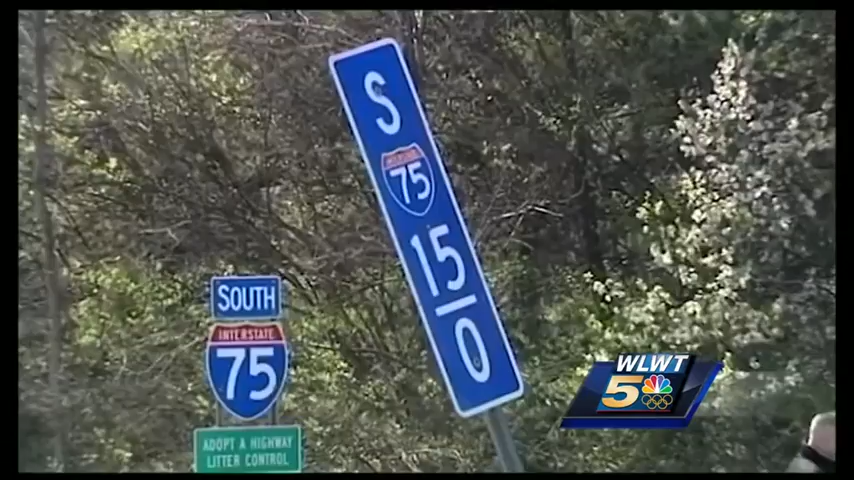 S
INTERSTATE
75
15
0
SOUTH
INTERSTATE
75
ADOPT A HIGHWAY
LITTER CONTROL
WLWT
5